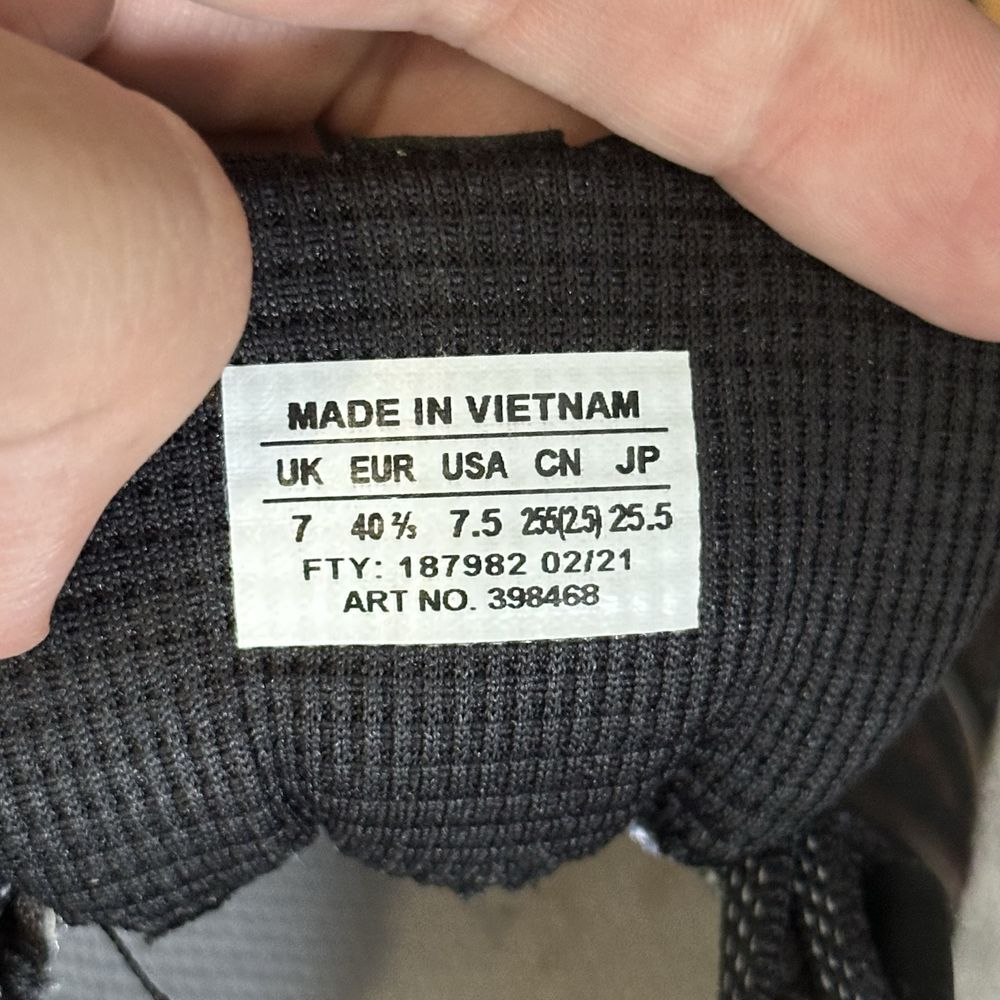 MADE IN VIETNAM
UK EUR USA CN JP
7 40⅔ 7.5 255(2.5) 25.5
FTY: 187982 02/21
ART NO. 398468